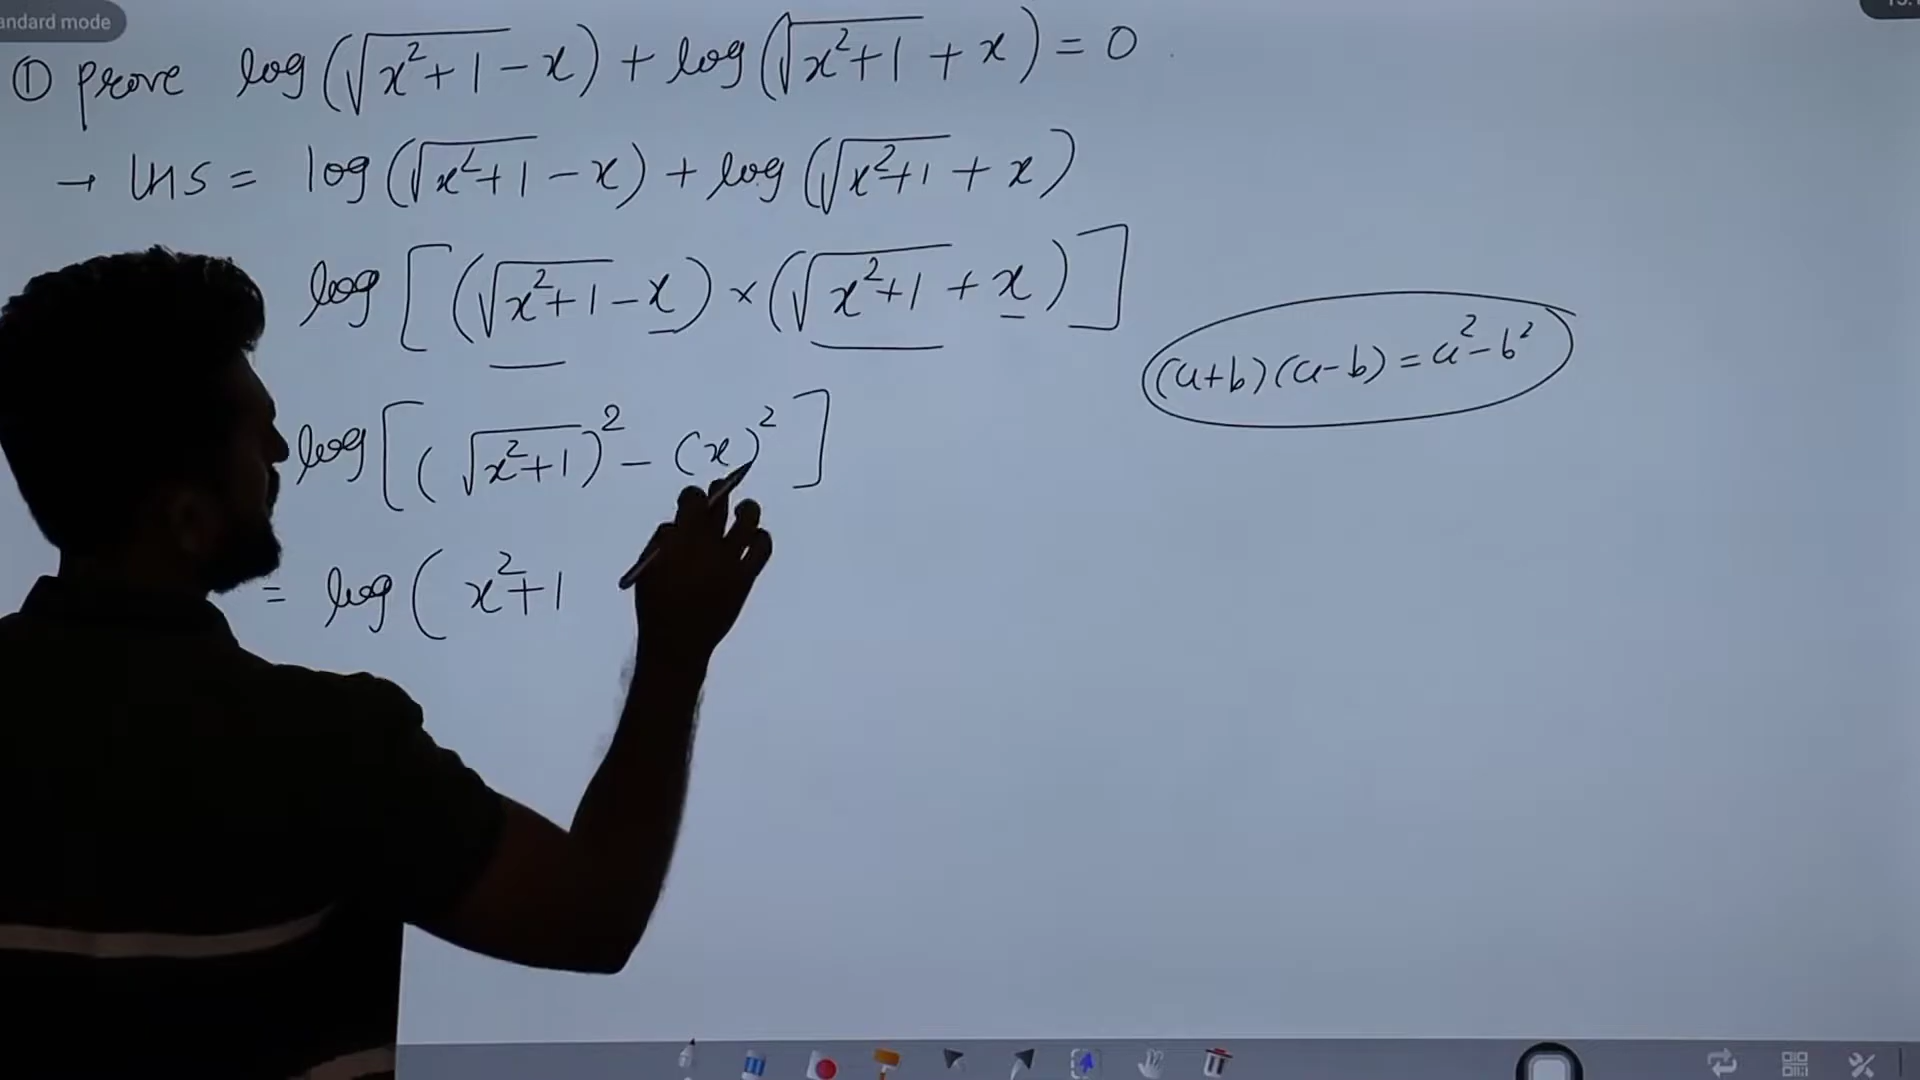 andard mode
① prove log(√x²+1 - x) + log(√x²+1 + x) = 0
→ LHS = log(√x²+1 - x) + log(√x²+1 + x)
log[(√x²+1 - x) × (√x²+1 + x)]
(a+b)(a-b) = a²-b²
log[(√x²+1)² - (x)²]
= log(x²+1